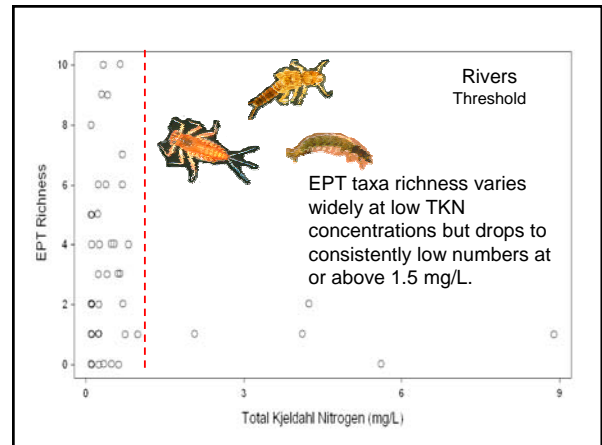 Rivers
Threshold
EPT taxa richness varies
widely at low TKN
concentrations but drops to
consistently low numbers at
or above 1.5 mg/L.
EPT Richness
10
8
6
4
2
0
0
3
6
9
Total Kjeldahl Nitrogen (mg/L)